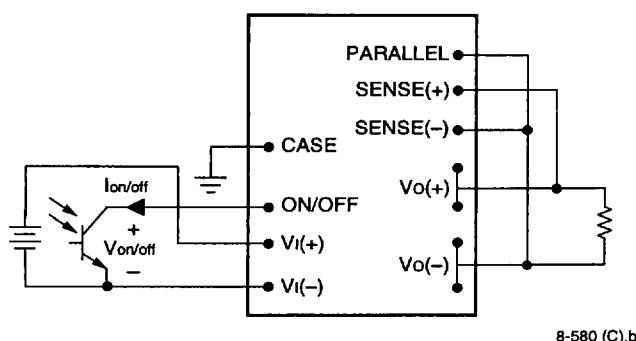 PARALLEL
SENSE(+)
SENSE(–)
CASE
Ion/off
ON/OFF
VO(+)
+
Von/off
VI(+)
–
VO(–)
VI(–)
8-580 (C).b